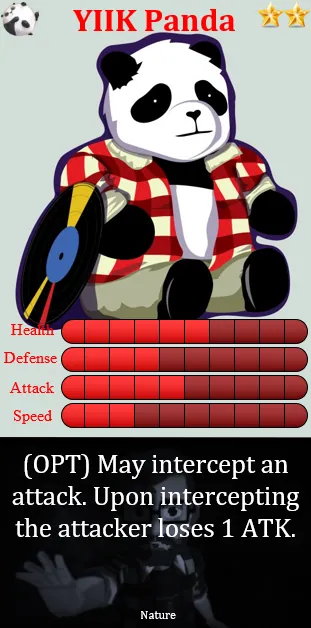 YIIK Panda
Health
Defense
Attack
Speed
(OPT) May intercept an
attack. Upon intercepting
the attacker loses 1 ATK.
Nature